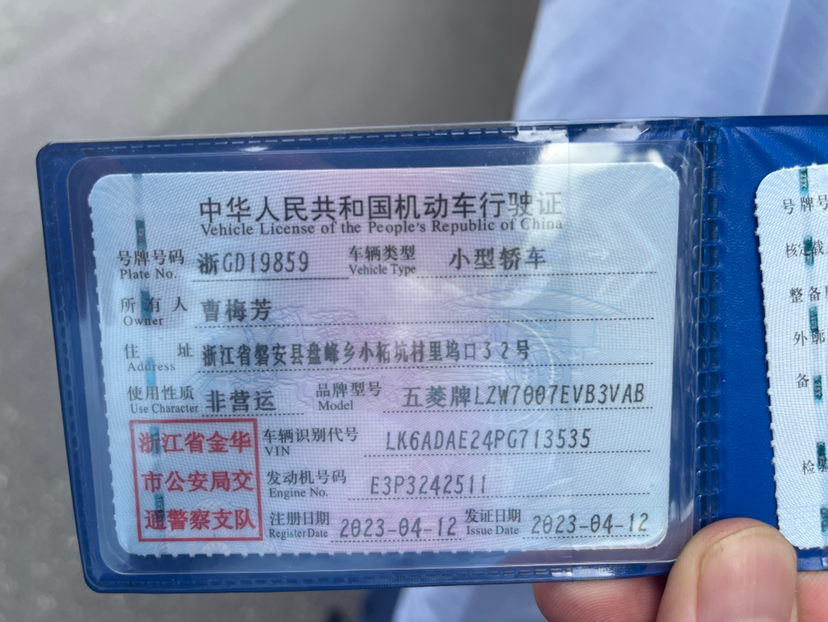 中华人民共和国机动车行驶证
Vehicle License of the People's Republic of China
号牌号码 浙GD19859 车辆类型 小型轿车
Plate No. Vehicle Type
所有人 曹梅芳
Owner
住址 浙江省磐安县盘峰乡小柘坑村里坞口32号
Address
使用性质 非营运 品牌型号 五菱牌LZW7007EVB3VAB
Use Character Model
浙江省金华 车辆识别代号 LK6ADAE24PG713535
VIN
市公安局交 发动机号码 E3P3242511
Engine No.
通警察支队 注册日期 2023-04-12 发证日期 2023-04-12
Register Date Issue Date
号牌号
核定载
整备
外廓
备
检验